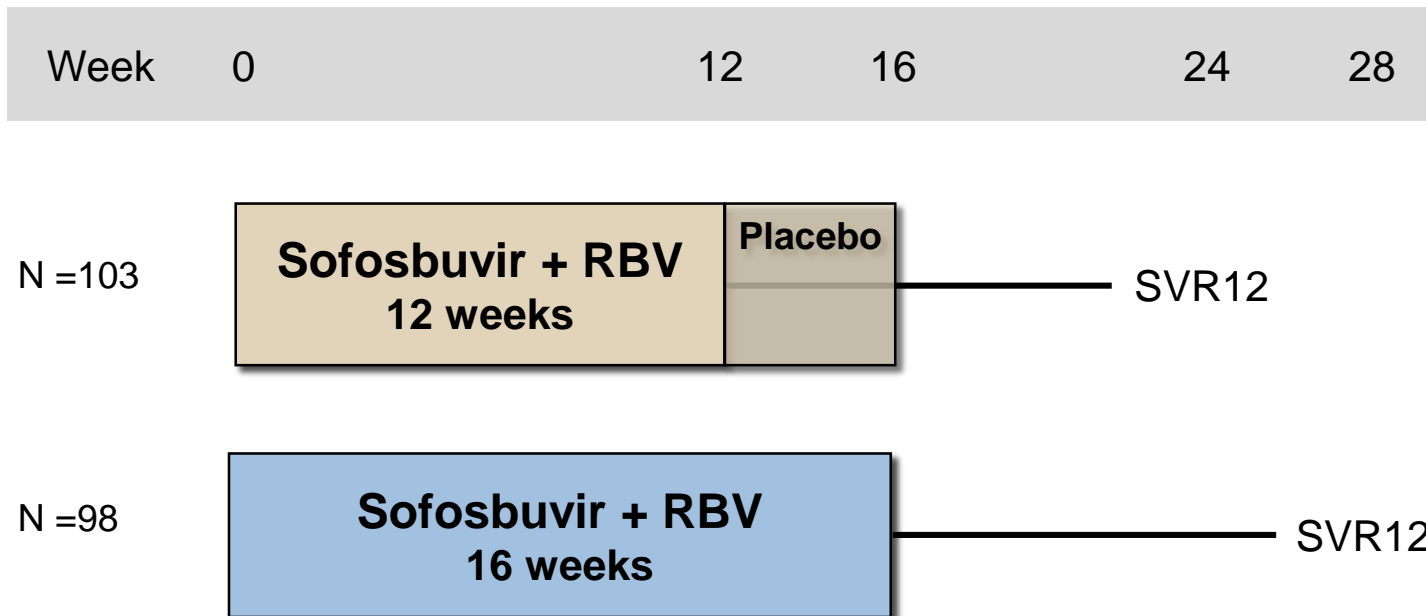 Week 0 12 16 24 28
N =103
Sofosbuvir + RBV
12 weeks
Placebo
SVR12
N =98
Sofosbuvir + RBV
16 weeks
SVR12